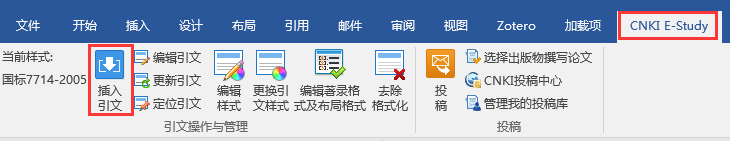 文件 开始 插入 设计 布局 引用 邮件 审阅 视图 Zotero 加载项 CNKI E-Study
当前样式:
国标7714-2005
插入
引文
编辑引文
更新引文
定位引文
编辑
样式
更换引
文样式
编辑著录格
式及布局格式
去除
格式化
引文操作与管理
投
稿
选择出版物撰写论文
CNKI投稿中心
管理我的投稿库
投稿